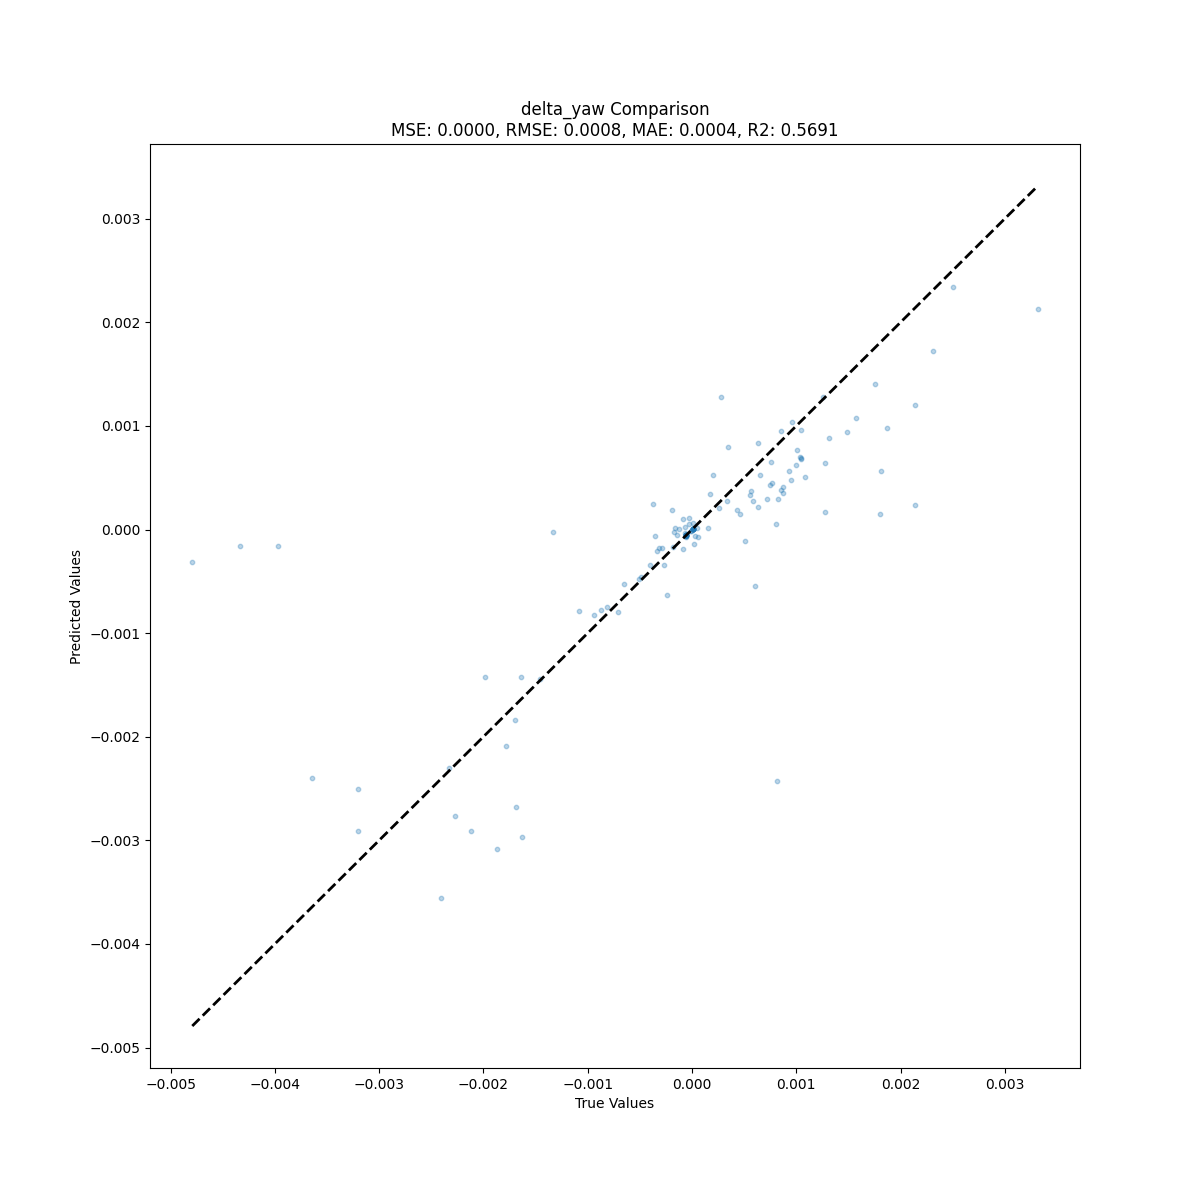 delta_yaw Comparison
MSE: 0.0000, RMSE: 0.0008, MAE: 0.0004, R2: 0.5691
Predicted Values
0.003
0.002
0.001
0.000
−0.001
−0.002
−0.003
−0.004
−0.005
−0.005 −0.004 −0.003 −0.002 −0.001 0.000 0.001 0.002 0.003
True Values